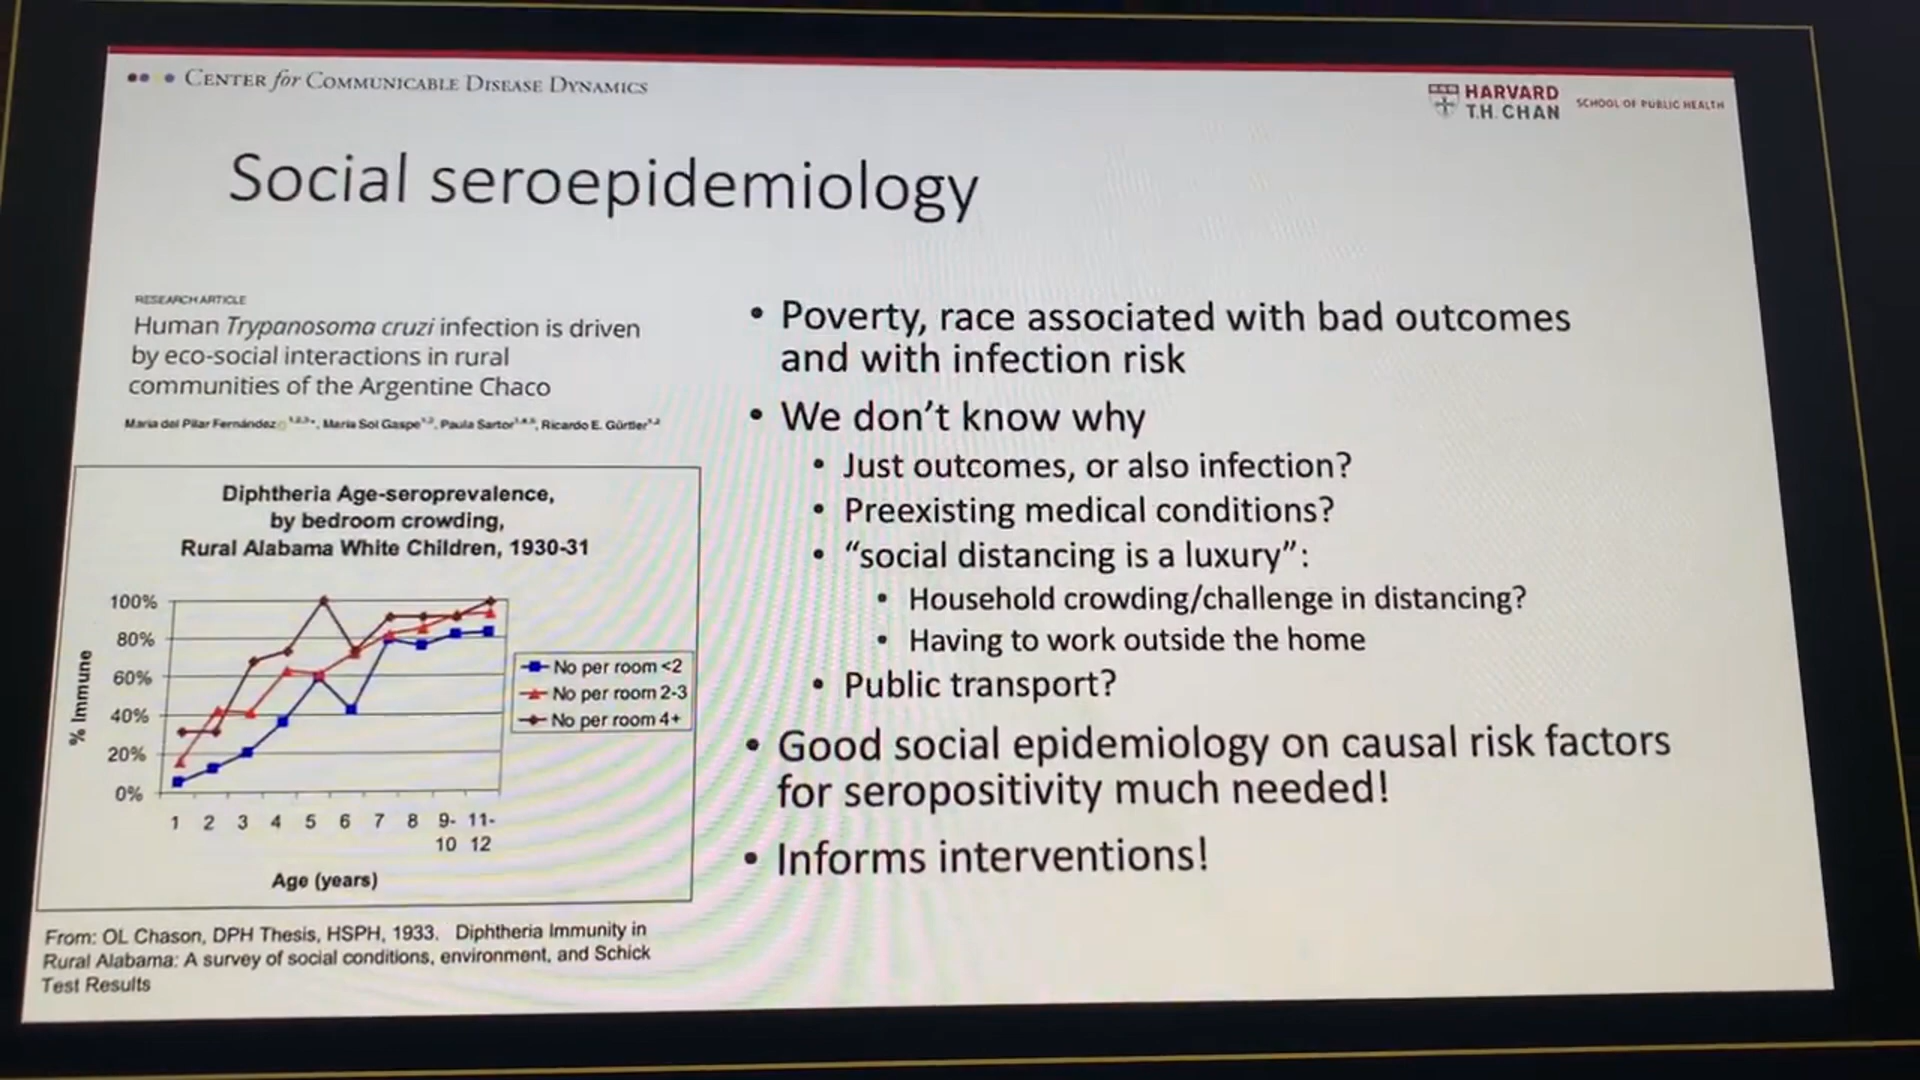 CENTER for COMMUNICABLE DISEASE DYNAMICS
HARVARD
T.H. CHAN
SCHOOL OF PUBLIC HEALTH
Social seroepidemiology
RESEARCH ARTICLE
Human Trypanosoma cruzi infection is driven
by eco-social interactions in rural
communities of the Argentine Chaco
María del Pilar Fernández, María Sol Gaspe, Paula Sartor, Ricardo E. Gürtler
Diphtheria Age-seroprevalence,
by bedroom crowding,
Rural Alabama White Children, 1930-31
100%
80%
60%
40%
20%
0%
% Immune
1 2 3 4 5 6 7 8 9- 11-
10 12
Age (years)
No per room <2
No per room 2-3
No per room 4+
From: OL Chason, DPH Thesis, HSPH, 1933. Diphtheria Immunity in
Rural Alabama: A survey of social conditions, environment, and Schick
Test Results
• Poverty, race associated with bad outcomes
and with infection risk
• We don’t know why
• Just outcomes, or also infection?
• Preexisting medical conditions?
• “social distancing is a luxury”:
• Household crowding/challenge in distancing?
• Having to work outside the home
• Public transport?
• Good social epidemiology on causal risk factors
for seropositivity much needed!
• Informs interventions!